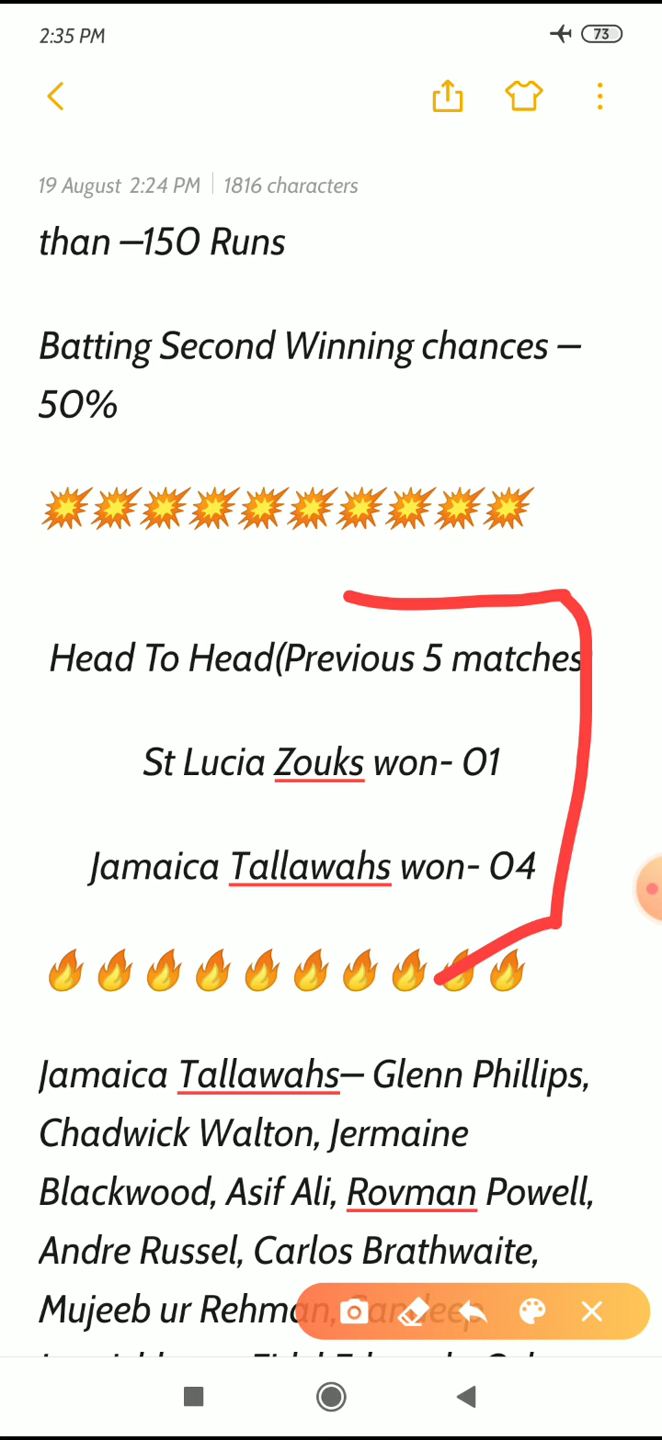 2:35 PM
73
19 August 2:24 PM | 1816 characters
than –150 Runs
Batting Second Winning chances –
50%
Head To Head(Previous 5 matches
St Lucia Zouks won- 01
Jamaica Tallawahs won- 04
Jamaica Tallawahs– Glenn Phillips,
Chadwick Walton, Jermaine
Blackwood, Asif Ali, Rovman Powell,
Andre Russel, Carlos Brathwaite,
Mujeeb ur Rehman, Sandeep